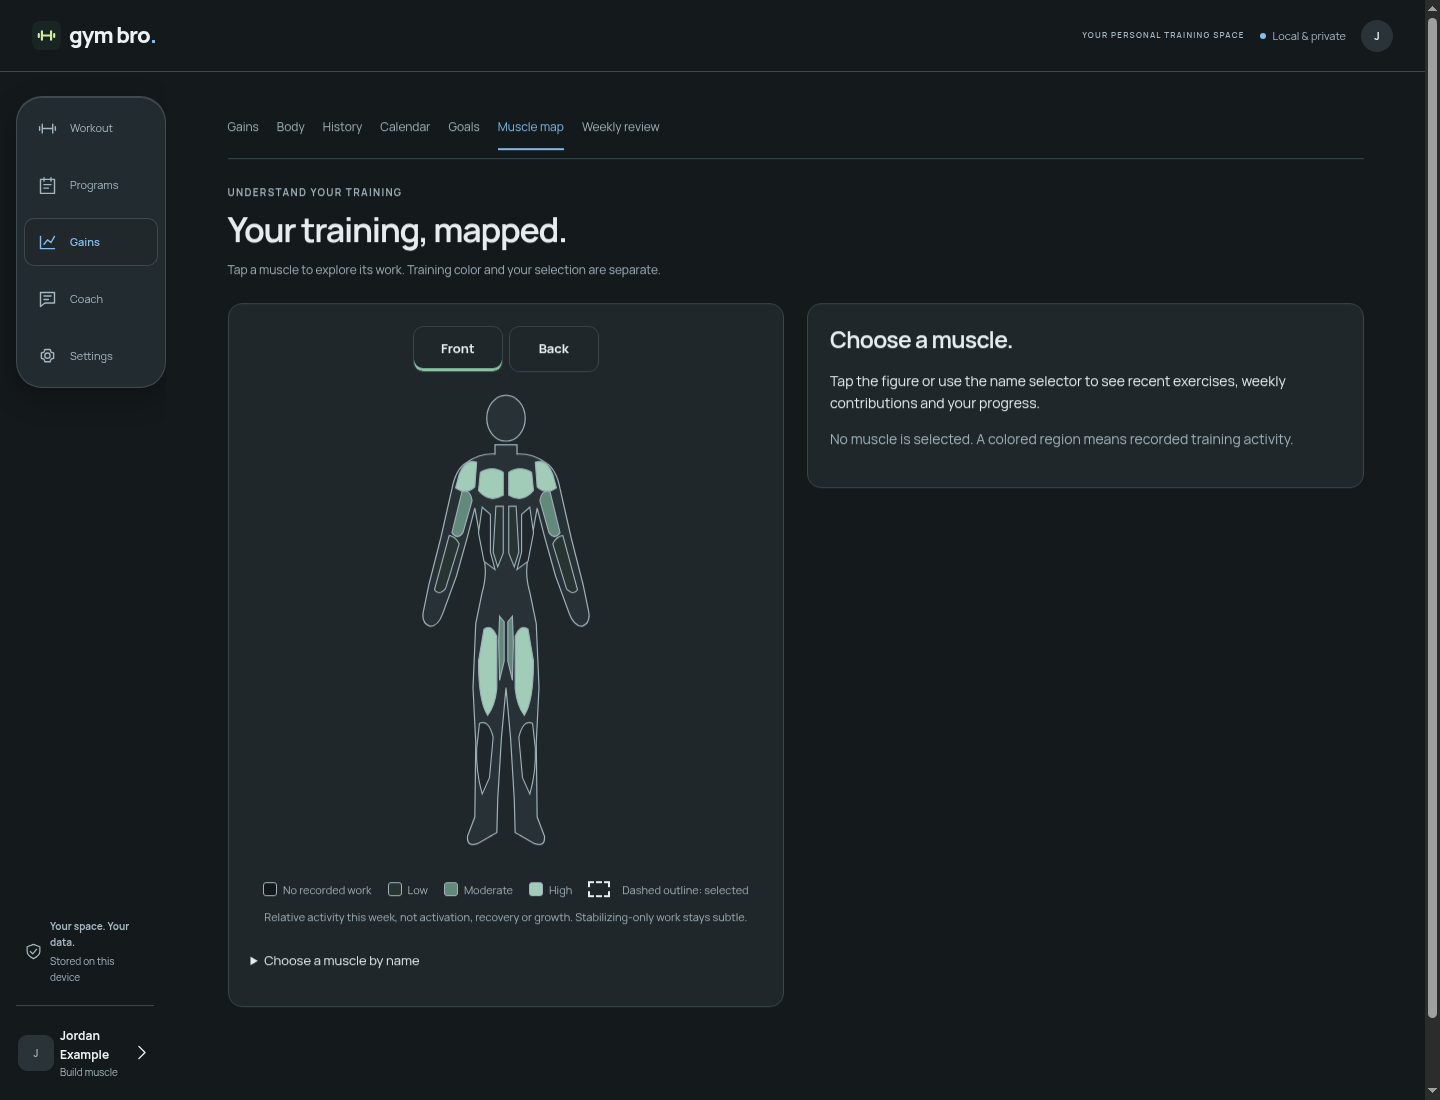 gym bro.
YOUR PERSONAL TRAINING SPACE
Local & private
J
Workout
Programs
Gains
Coach
Settings
Your space. Your
data.
Stored on this
device
J
Jordan
Example
Build muscle
Gains
Body
History
Calendar
Goals
Muscle map
Weekly review
UNDERSTAND YOUR TRAINING
Your training, mapped.
Tap a muscle to explore its work. Training color and your selection are separate.
Front
Back
No recorded work
Low
Moderate
High
Dashed outline: selected
Relative activity this week, not activation, recovery or growth. Stabilizing-only work stays subtle.
Choose a muscle by name
Choose a muscle.
Tap the figure or use the name selector to see recent exercises, weekly
contributions and your progress.
No muscle is selected. A colored region means recorded training activity.